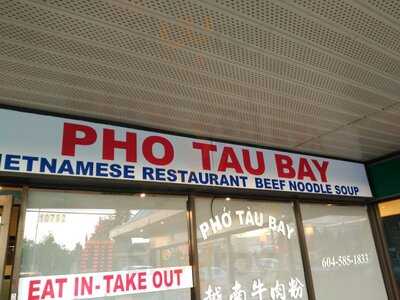 PHO TAU BAY
VIETNAMESE RESTAURANT BEEF NOODLE SOUP
10782
PHỞ TÀU BAY
604-585-1833
越南牛肉粉
EAT IN-TAKE OUT